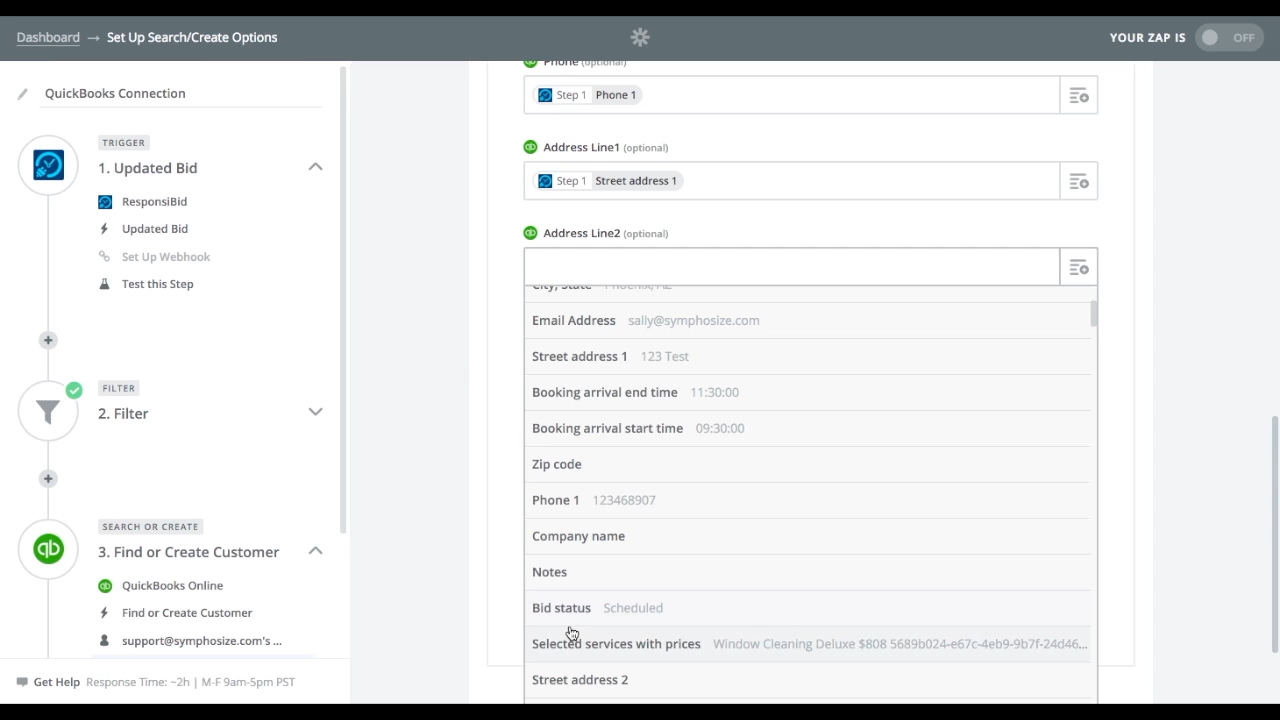 Dashboard → Set Up Search/Create Options
YOUR ZAP IS OFF
QuickBooks Connection
TRIGGER
1. Updated Bid
ResponsiBid
Updated Bid
Set Up Webhook
Test this Step
FILTER
2. Filter
SEARCH OR CREATE
3. Find or Create Customer
QuickBooks Online
Find or Create Customer
support@symphosize.com's ...
Get Help Response Time: ~2h | M-F 9am-5pm PST
Phone (optional)
Step 1 Phone 1
Address Line1 (optional)
Step 1 Street address 1
Address Line2 (optional)
City, State Phoenix, AZ
Email Address sally@symphosize.com
Street address 1 123 Test
Booking arrival end time 11:30:00
Booking arrival start time 09:30:00
Zip code
Phone 1 123468907
Company name
Notes
Bid status Scheduled
Selected services with prices Window Cleaning Deluxe $808 5689b024-e67c-4eb9-9b7f-24d46...
Street address 2